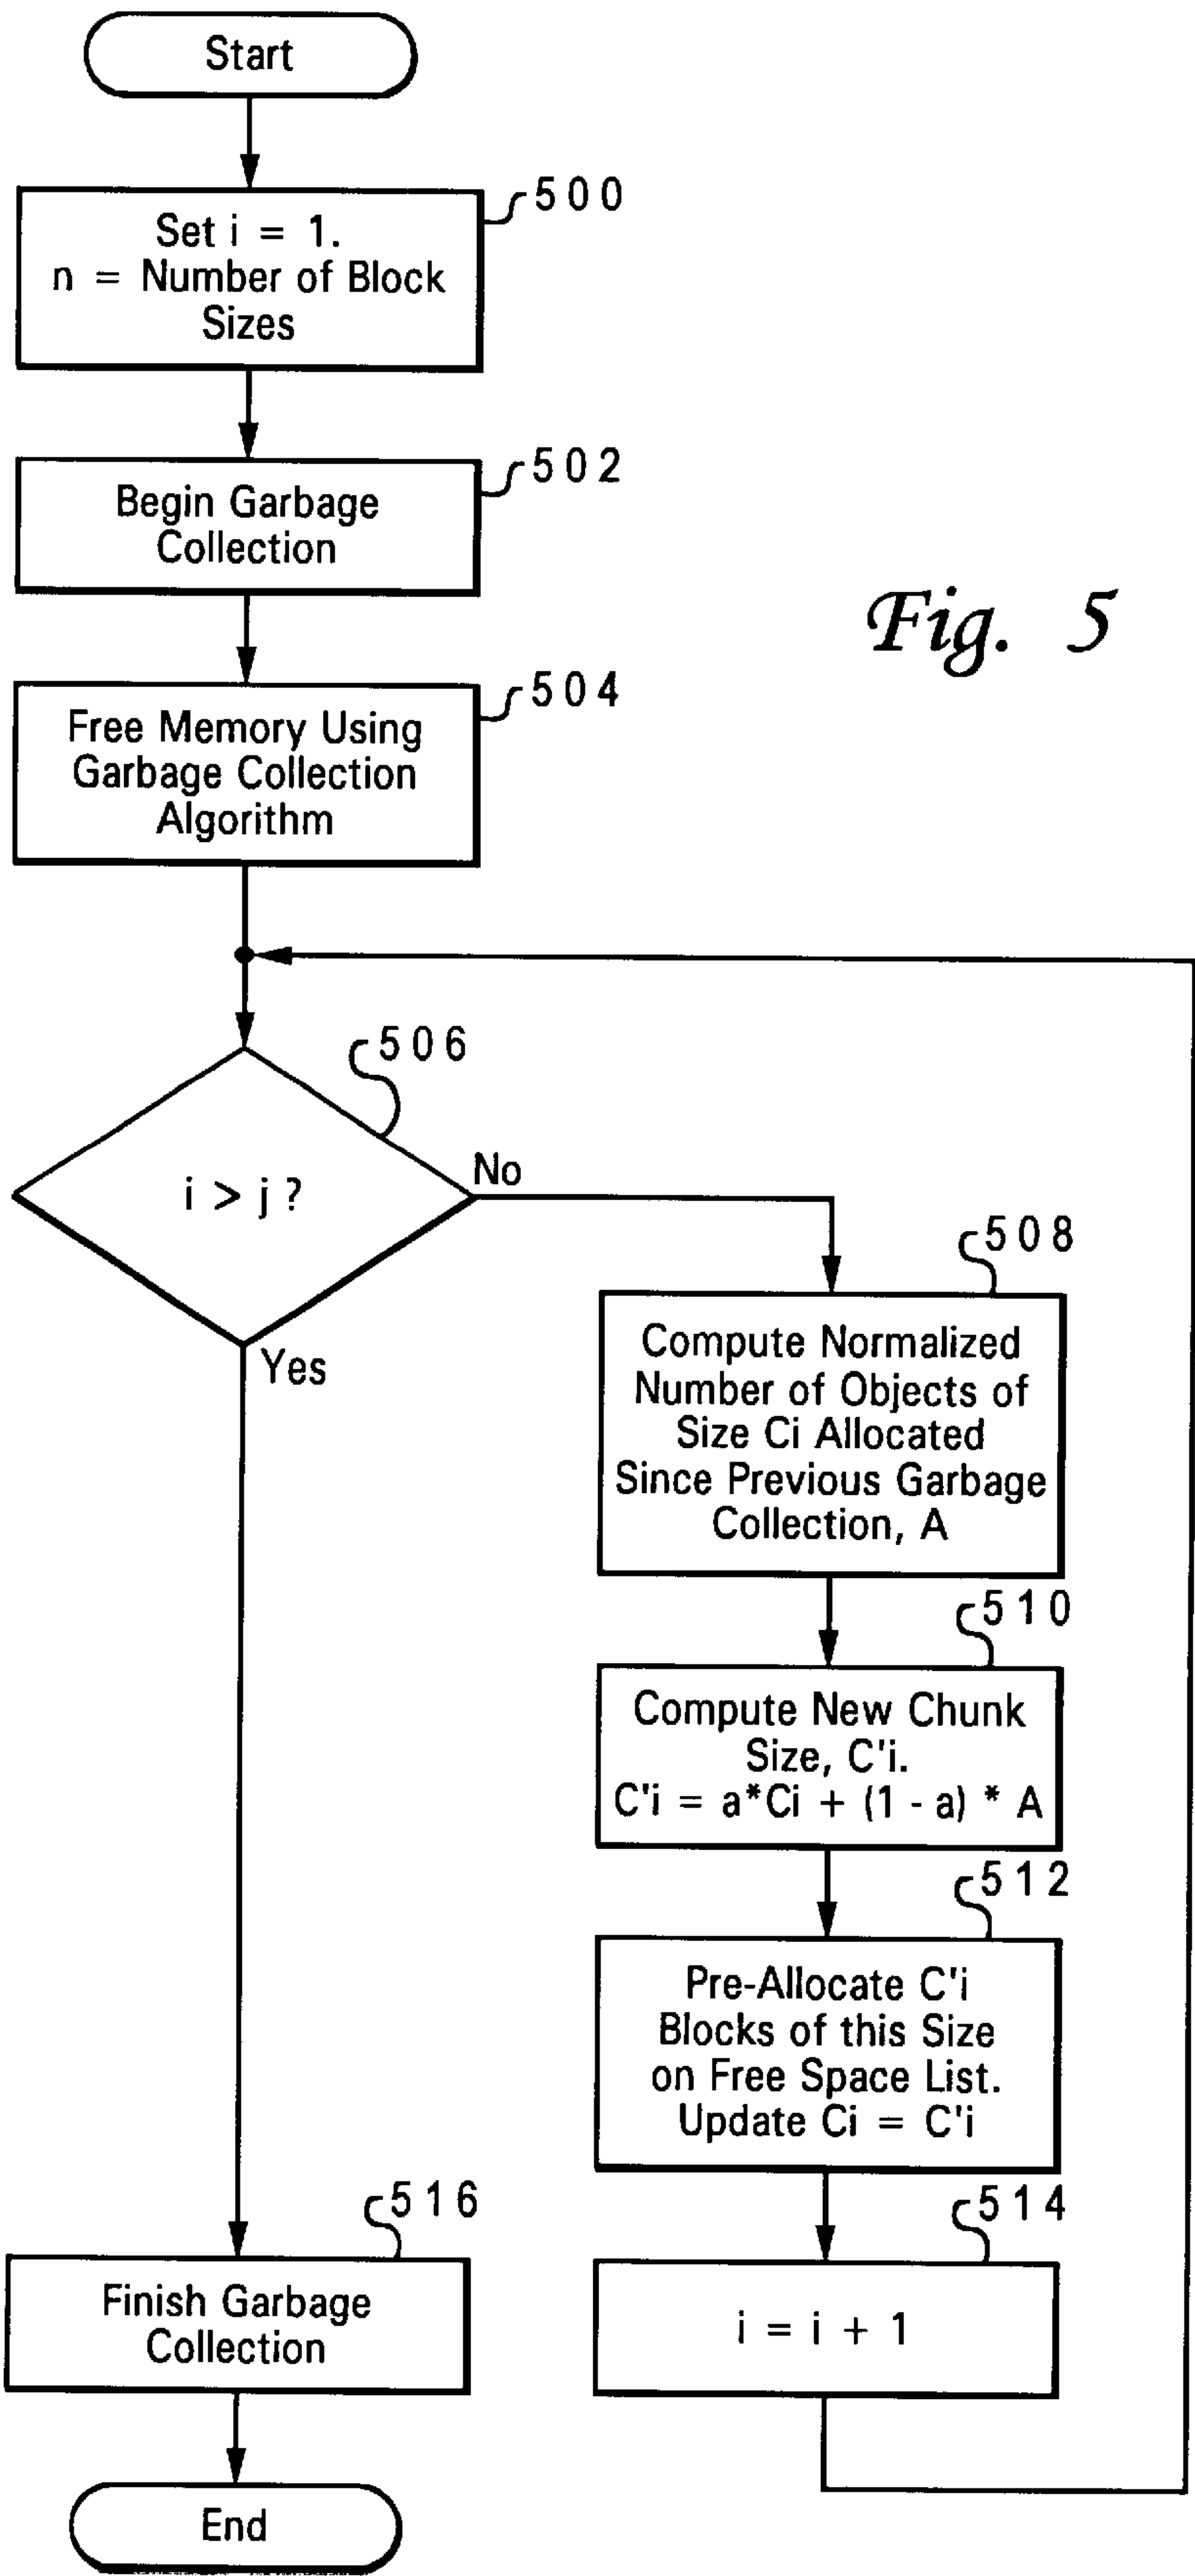 Start
500
Set i = 1.
n = Number of Block
Sizes
502
Begin Garbage
Collection
Fig. 5
504
Free Memory Using
Garbage Collection
Algorithm
506
i > j ?
No
Yes
508
Compute Normalized
Number of Objects of
Size Ci Allocated
Since Previous Garbage
Collection, A
510
Compute New Chunk
Size, C'i.
C'i = a*Ci + (1 - a) * A
512
Pre-Allocate C'i
Blocks of this Size
on Free Space List.
Update Ci = C'i
514
i = i + 1
516
Finish Garbage
Collection
End